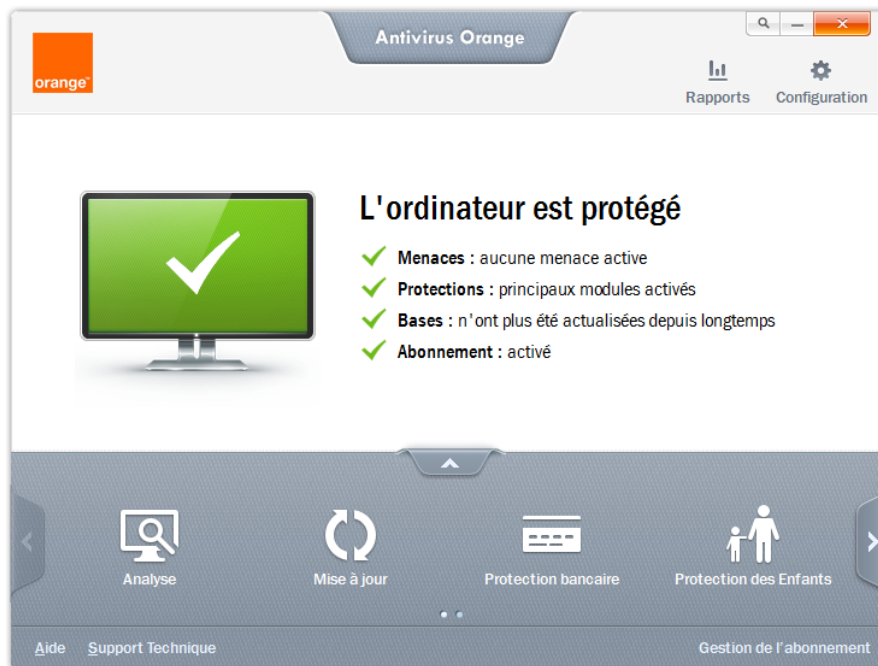 Antivirus Orange
orange™
Rapports
Configuration
L'ordinateur est protégé
Menaces : aucune menace active
Protections : principaux modules activés
Bases : n'ont plus été actualisées depuis longtemps
Abonnement : activé
Analyse
Mise à jour
Protection bancaire
Protection des Enfants
Aide
Support Technique
Gestion de l'abonnement